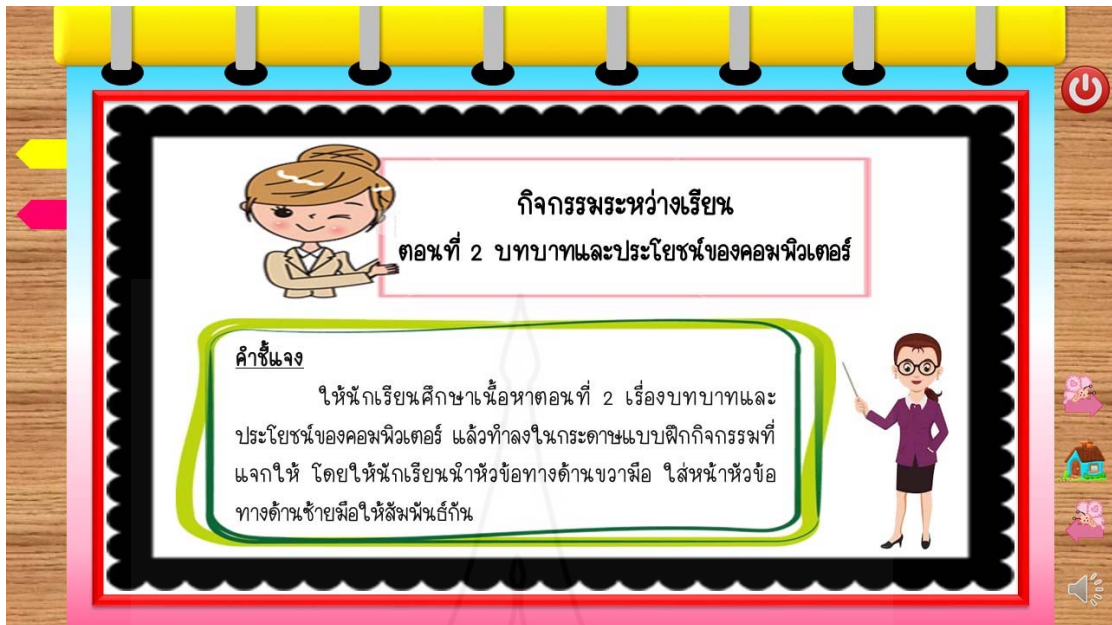 กิจกรรมระหว่างเรียน
ตอนที่ 2 บทบาทและประโยชน์ของคอมพิวเตอร์
คำชี้แจง
ให้นักเรียนศึกษาเนื้อหาตอนที่ 2 เรื่องบทบาทและ
ประโยชน์ของคอมพิวเตอร์ แล้วทำลงในกระดาษแบบฝึกกิจกรรมที่
แจกให้ โดยให้นักเรียนนำหัวข้อทางด้านขวามือ ใส่หน้าหัวข้อ
ทางด้านซ้ายมือให้สัมพันธ์กัน